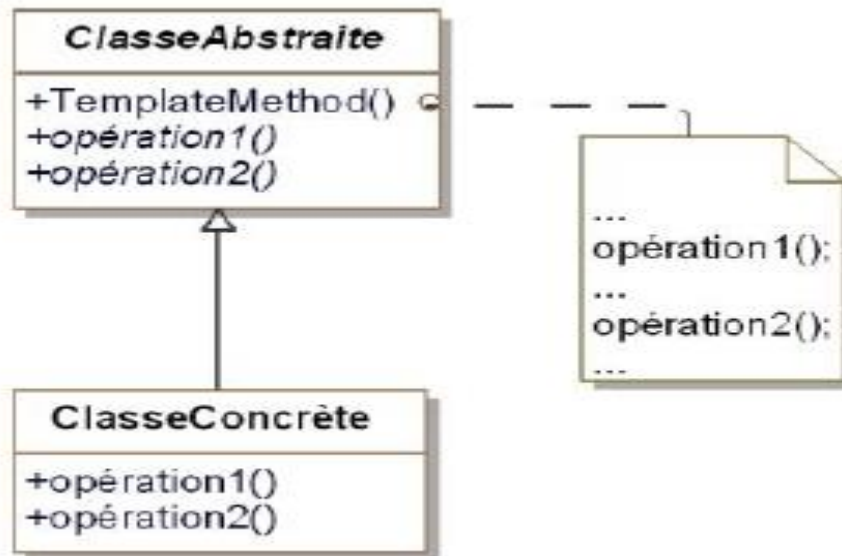 ClasseAbstraite
+TemplateMethod()
+opération1()
+opération2()
...
opération1();
...
opération2();
...
ClasseConcrète
+opération1()
+opération2()